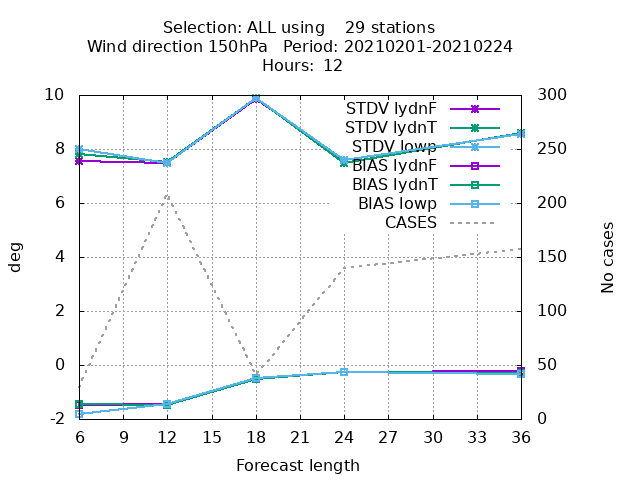 Selection: ALL using    29 stations
Wind direction 150hPa   Period: 20210201-20210224
Hours: 12
10
8
6
4
2
0
-2
300
250
200
150
100
50
0
deg
No cases
STDV lydnF
STDV lydnT
STDV lowp
BIAS lydnF
BIAS lydnT
BIAS lowp
CASES
6 9 12 15 18 21 24 27 30 33 36
Forecast length